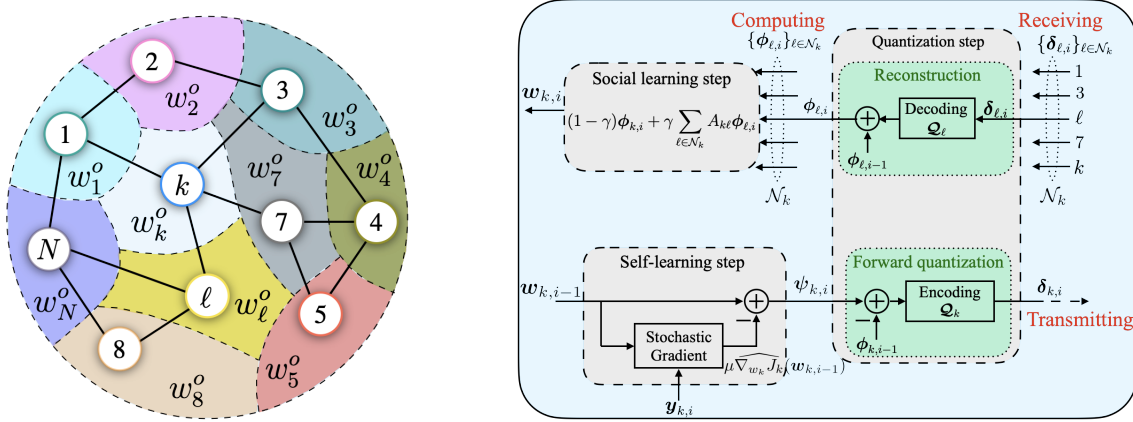 2
3
1
k
7
4
N
ℓ
5
8
w_2^o
w_3^o
w_1^o
w_7^o
w_4^o
w_k^o
w_N^o
w_ℓ^o
w_5^o
w_8^o
Computing
Receiving
{ϕ_{ℓ,i}}_{ℓ∈𝒩_k}
Quantization step
{δ_{ℓ,i}}_{ℓ∈𝒩_k}
Social learning step
Reconstruction
1
w_{k,i}
3
(1 − γ)ϕ_{k,i} + γ ∑_{ℓ∈𝒩_k} A_{kℓ}ϕ_{ℓ,i}
ϕ_{ℓ,i}
+
Decoding
𝒬_ℓ
δ_{ℓ,i}
ℓ
7
ϕ_{ℓ,i−1}
k
𝒩_k
𝒩_k
Self-learning step
Forward quantization
w_{k,i−1}
+
−
ψ_{k,i}
+
−
Encoding
𝒬_k
δ_{k,i}
Transmitting
Stochastic
Gradient
ϕ_{k,i−1}
μ\widehat{∇_{w_k}J_k}(w_{k,i−1})
y_{k,i}